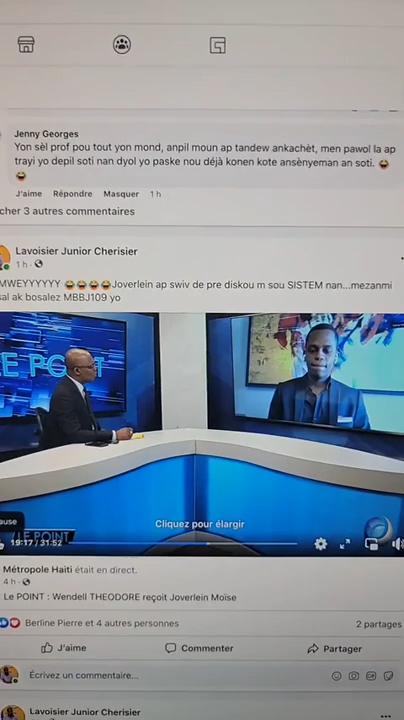 Jenny Georges
Yon sèl prof pou tout yon mond, anpil moun ap tandew ankachèt, men pawol la ap
trayi yo depil soti nan dyol yo paske nou déjà konen kote ansènyeman an soti. 😂
😂
J'aime Répondre Masquer 1 h
cher 3 autres commentaires
Lavoisier Junior Cherisier
1 h ·
MWEYYYYYY 😂😂😂😂Joverlein ap swiv de pre diskou m sou SISTEM nan...mezanmi
sal ak bosalez MBBJ109 yo
LE POINT
Cliquez pour élargir
ause
LE POINT
19:17 / 31:52
Métropole Haiti était en direct.
4 h ·
Le POINT : Wendell THEODORE reçoit Joverlein Moïse
Berline Pierre et 4 autres personnes 2 partages
J'aime Commenter Partager
Écrivez un commentaire...
Lavoisier Junior Cherisier